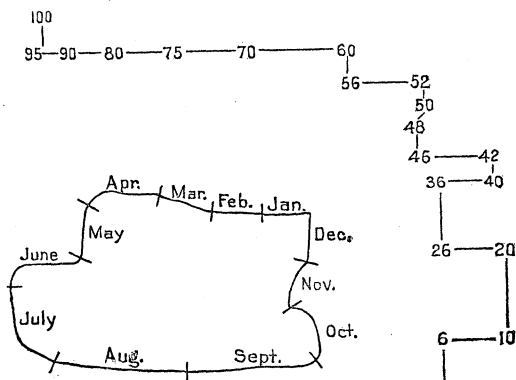 100
95 90 80 75 70 60
56 52
50
48
46 42
36 40
26 20
6 10
Apr. Mar. Feb. Jan.
May Dec.
June Nov.
July Oct.
Aug. Sept.